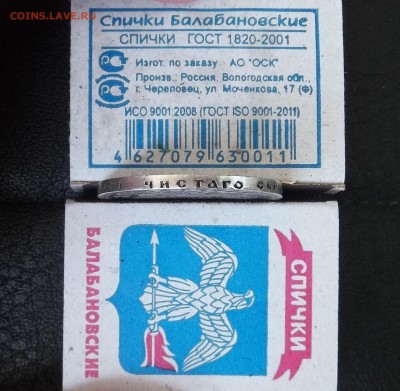 COINS.LAVE.RU
Спички Балабановские
СПИЧКИ ГОСТ 1820-2001
Изгот. по заказу АО "ОСК"
Произв.: Россия, Вологодская обл.,
г. Череповец, ул. Моченкова, 17 (Ф)
ИСО 9001:2008 (ГОСТ ISO 9001-2011)
4 627079 630011
ЧИСТАГО
БАЛАБАНОВСКИЕ
СПИЧКИ